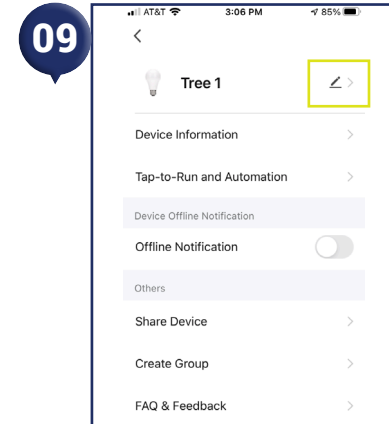 09
AT&T 3:06 PM 85%
Tree 1
Device Information
Tap-to-Run and Automation
Device Offline Notification
Offline Notification
Others
Share Device
Create Group
FAQ & Feedback